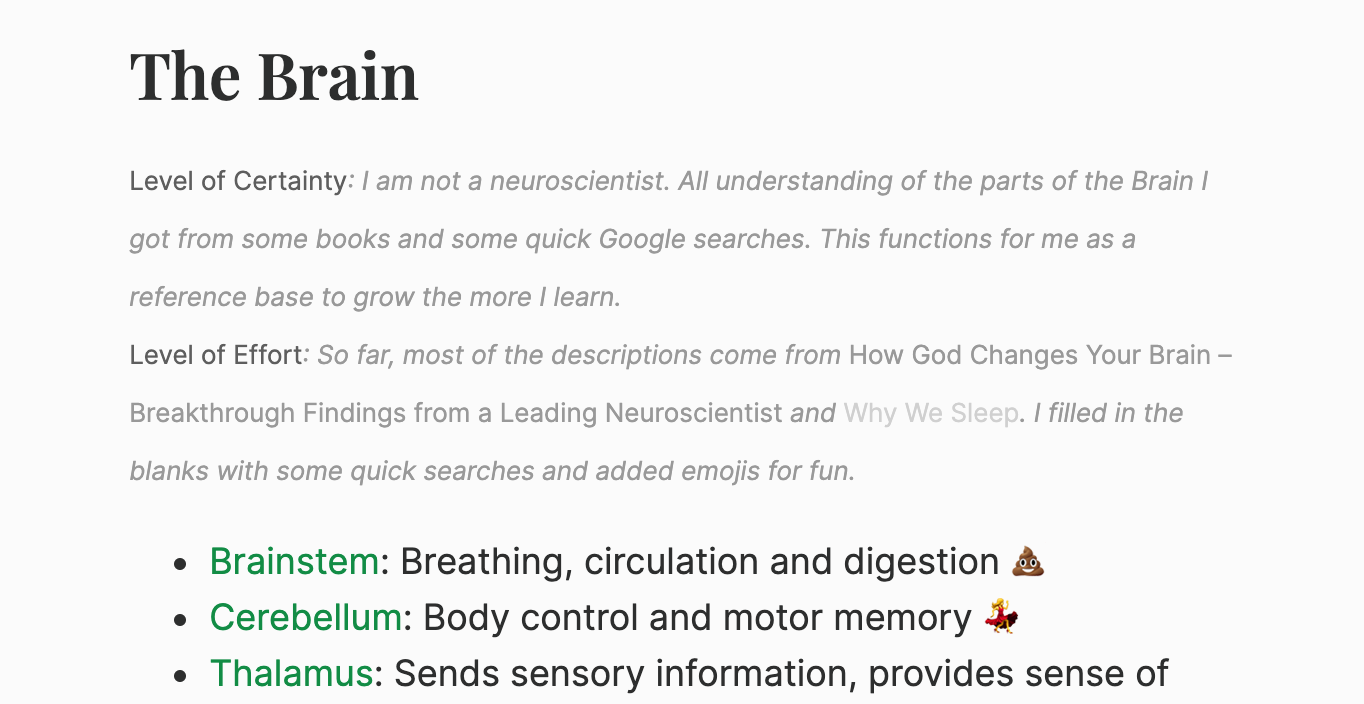 The Brain
Level of Certainty: I am not a neuroscientist. All understanding of the parts of the Brain I
got from some books and some quick Google searches. This functions for me as a
reference base to grow the more I learn.
Level of Effort: So far, most of the descriptions come from How God Changes Your Brain –
Breakthrough Findings from a Leading Neuroscientist and Why We Sleep. I filled in the
blanks with some quick searches and added emojis for fun.
• Brainstem: Breathing, circulation and digestion 💩
• Cerebellum: Body control and motor memory 💃
• Thalamus: Sends sensory information, provides sense of